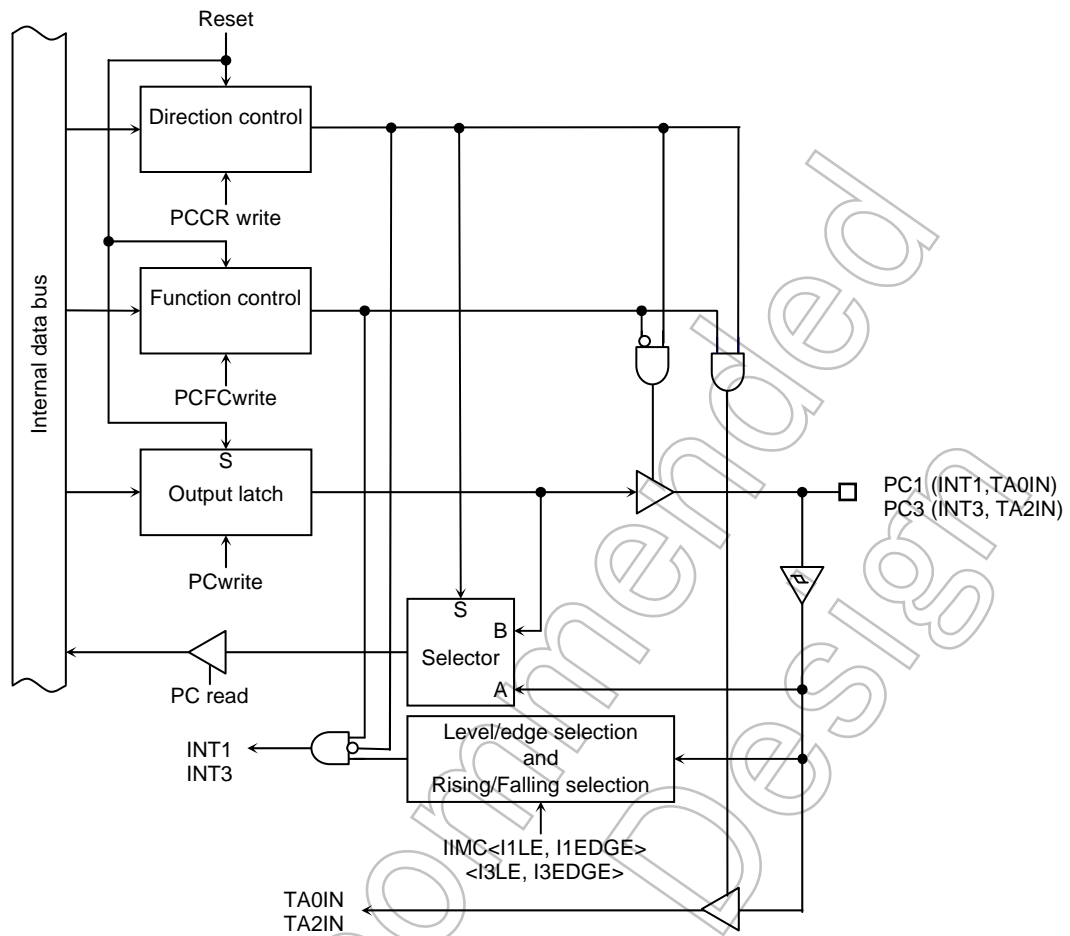 Reset
Direction control
PCCR write
Internal data bus
Function control
PCFCwrite
S
Output latch
PCwrite
PC1 (INT1,TA0IN)
PC3 (INT3, TA2IN)
S
B
Selector
A
PC read
INT1
INT3
Level/edge selection
and
Rising/Falling selection
IIMC<I1LE, I1EDGE>
<I3LE, I3EDGE>
TA0IN
TA2IN
ommended
Design